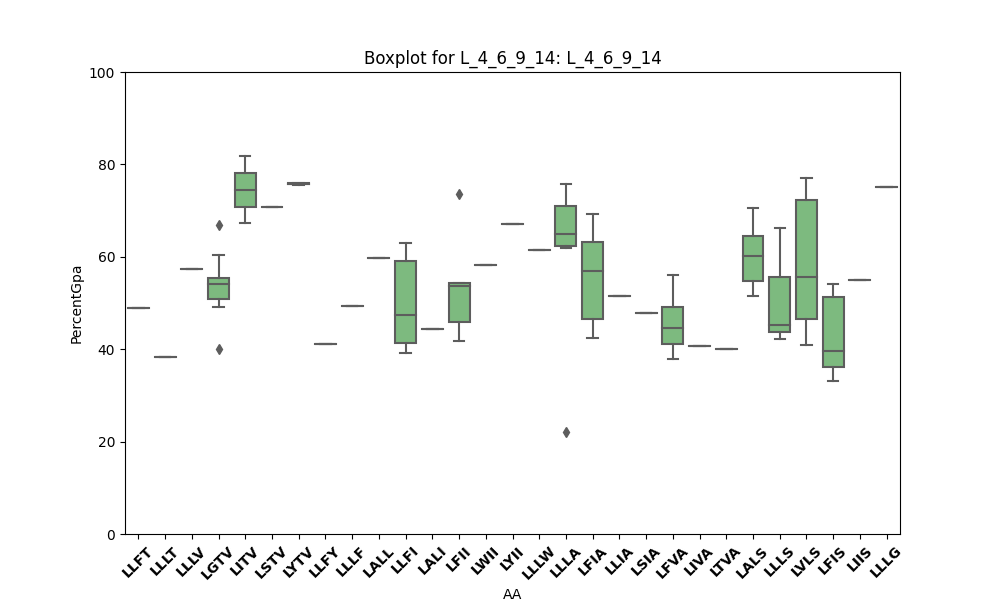 Boxplot for L_4_6_9_14: L_4_6_9_14
100
80
60
40
20
0
PercentGpa
LLFT LLLT LLLV LGTV LITV LSTV LYTV LLFY LLLF LALL LLFI LALI LFII LWII LYII LLLW LLLA LFIA LLIA LSIA LFVA LIVA LTVA LALS LLLS LVLS LFIS LIIS LLLG
AA